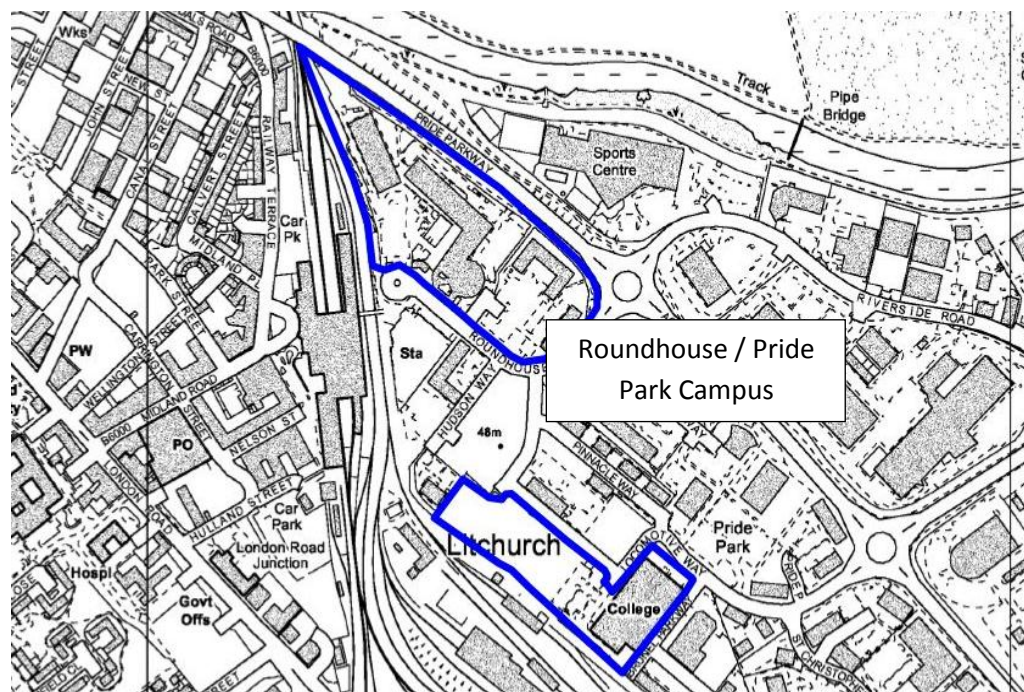 Wks
JOHN STREET
NEW ST
CANAL STREET
CALVERT STREET
B6000
RAILWAY TERRACE
MIDLAND PL
PARK STREET
Car
Pk
PRIDE PARKWAY
Track
Pipe
Bridge
Sports
Centre
RIVERSIDE ROAD
PW
WELLINGTON STREET
CARRINGTON STREET
B6000
MIDLAND ROAD
PO
NELSON ST
LONDON ROAD
HULLAND STREET
Car
Park
London Road
Junction
Hospl
Govt
Offs
Sta
HUDSON WAY
48m
Roundhouse / Pride
Park Campus
PINNACLE WAY
Litchurch
College
Pride
Park